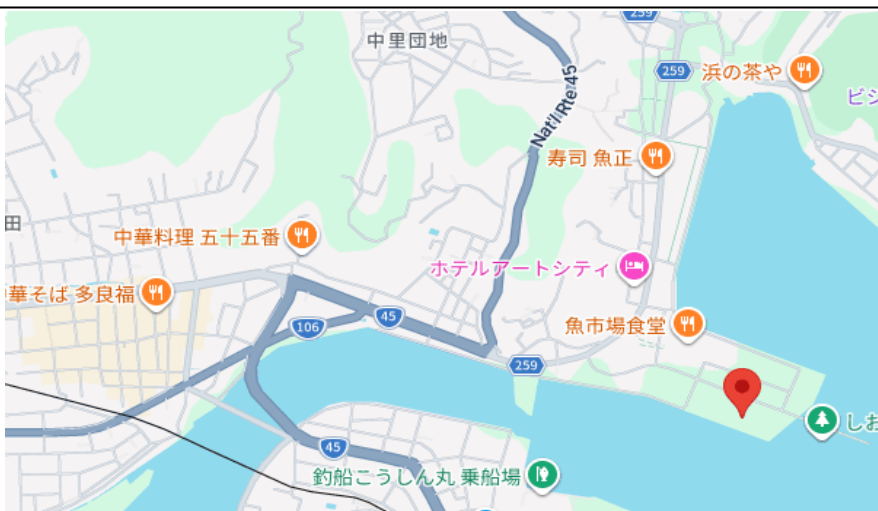 259
中里団地
259
浜の茶や
ビジ
Nat'l Rte 45
寿司 魚正
田
中華料理 五十五番
ホテルアートシティ
華そば 多良福
45
106
魚市場食堂
259
しお
45
釣船こうしん丸 乗船場